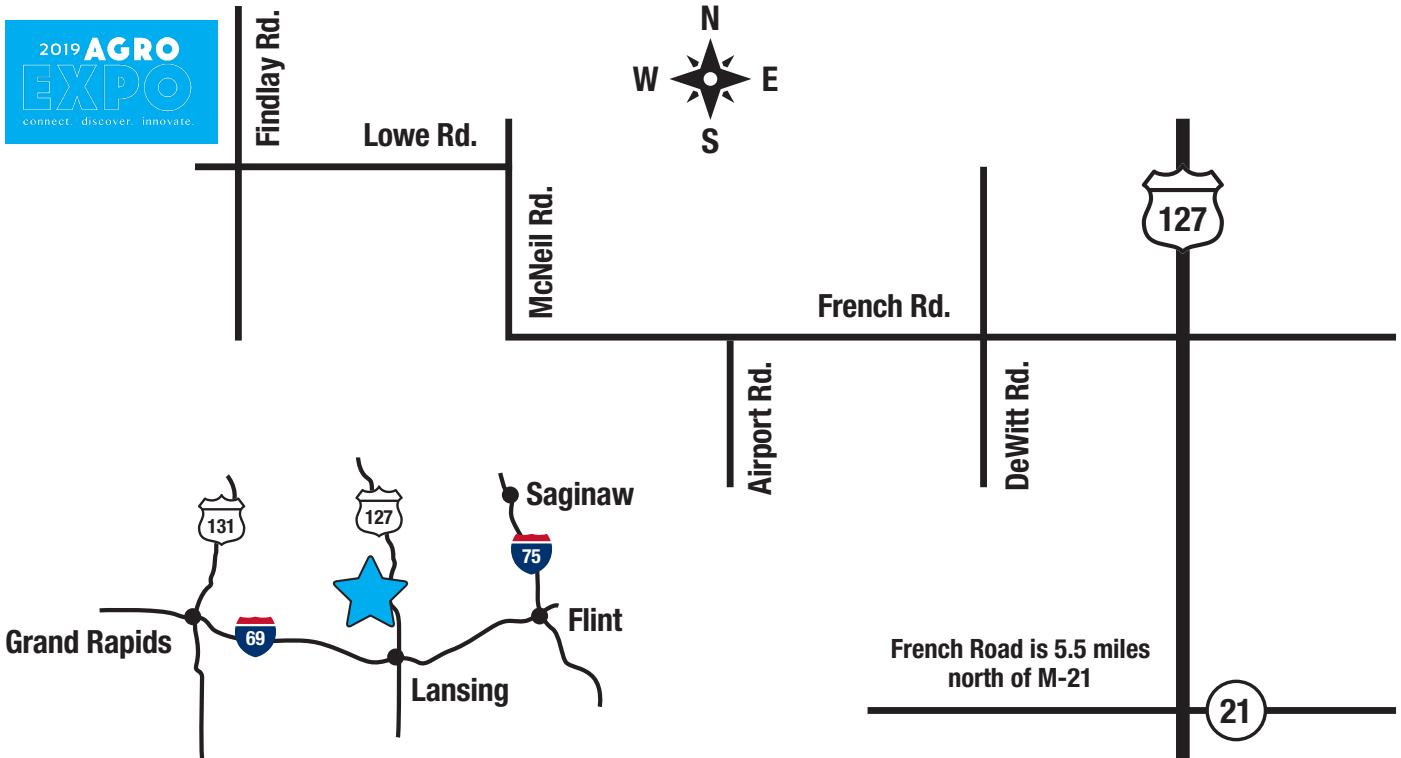 2019 AGRO
EXPO
connect. discover. innovate.
Findlay Rd.
N
W
E
S
Lowe Rd.
McNeil Rd.
127
French Rd.
Airport Rd.
DeWitt Rd.
131
127
Saginaw
75
Grand Rapids
69
Flint
Lansing
French Road is 5.5 miles
north of M-21
21